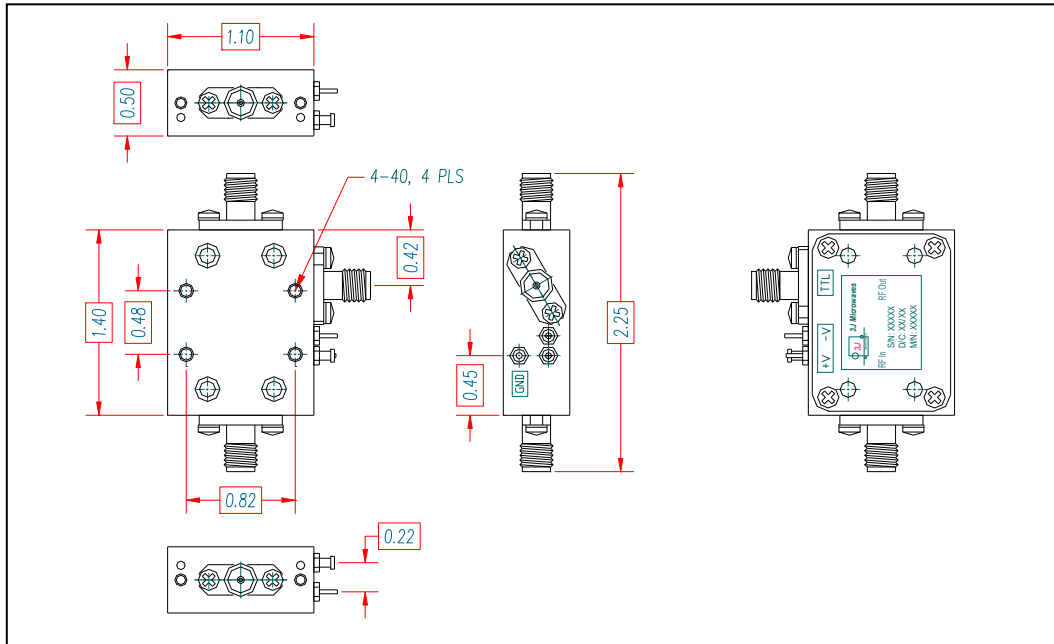 1.10
0.50
4-40, 4 PLS
0.42
1.40
0.48
0.82
0.22
2.25
0.45
GND
TTL
+V -V
3J
3J Microwaves
RF In
RF Out
S/N: XXXXX
D/C: XX/XX
M/N: XXXXX